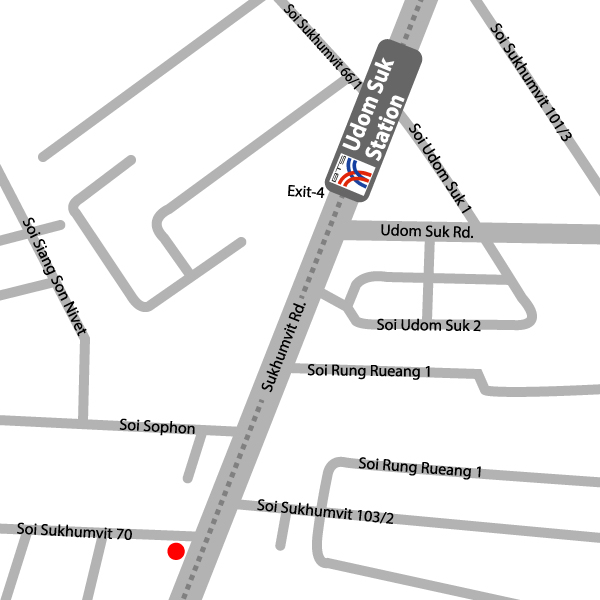 Soi Sukhumvit 66/1
Soi Sukhumvit 101/3
Udom Suk
Station
BTS
Soi Udom Suk 1
Exit-4
Udom Suk Rd.
Soi Siang Son Nivet
Sukhumvit Rd.
Soi Udom Suk 2
Soi Rung Rueang 1
Soi Sophon
Soi Rung Rueang 1
Soi Sukhumvit 103/2
Soi Sukhumvit 70